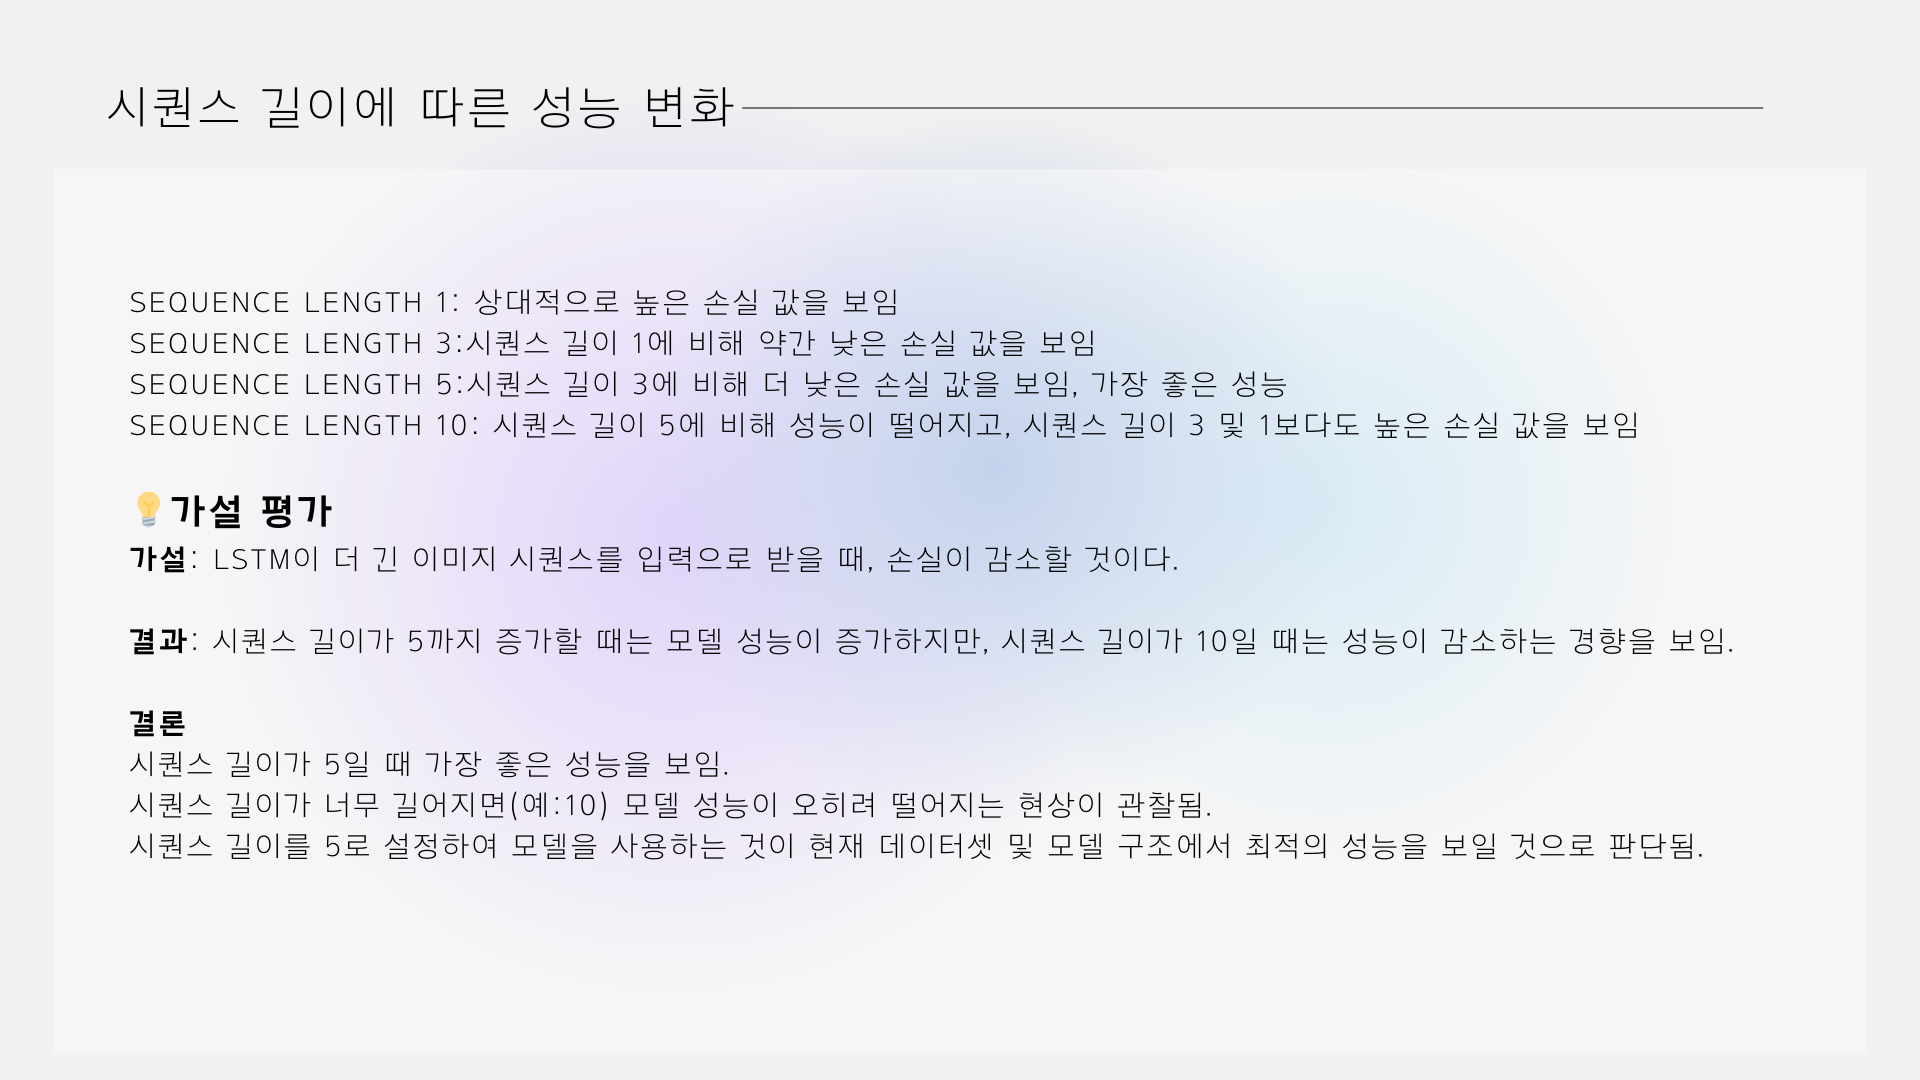 시퀀스 길이에 따른 성능 변화
SEQUENCE LENGTH 1: 상대적으로 높은 손실 값을 보임
SEQUENCE LENGTH 3:시퀀스 길이 1에 비해 약간 낮은 손실 값을 보임
SEQUENCE LENGTH 5:시퀀스 길이 3에 비해 더 낮은 손실 값을 보임, 가장 좋은 성능
SEQUENCE LENGTH 10: 시퀀스 길이 5에 비해 성능이 떨어지고, 시퀀스 길이 3 및 1보다도 높은 손실 값을 보임
💡가설 평가
가설: LSTM이 더 긴 이미지 시퀀스를 입력으로 받을 때, 손실이 감소할 것이다.
결과: 시퀀스 길이가 5까지 증가할 때는 모델 성능이 증가하지만, 시퀀스 길이가 10일 때는 성능이 감소하는 경향을 보임.
결론
시퀀스 길이가 5일 때 가장 좋은 성능을 보임.
시퀀스 길이가 너무 길어지면(예:10) 모델 성능이 오히려 떨어지는 현상이 관찰됨.
시퀀스 길이를 5로 설정하여 모델을 사용하는 것이 현재 데이터셋 및 모델 구조에서 최적의 성능을 보일 것으로 판단됨.